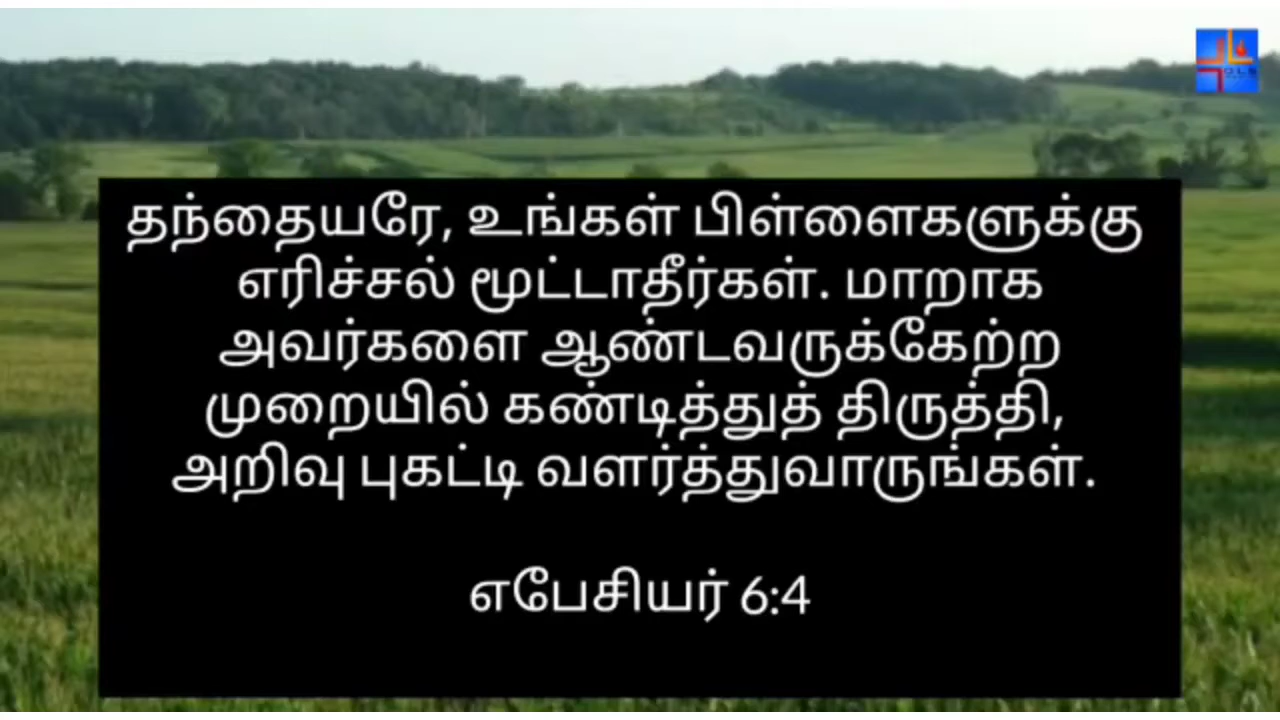 தந்தையரே, உங்கள் பிள்ளைகளுக்கு
எரிச்சல் மூட்டாதீர்கள். மாறாக
அவர்களை ஆண்டவருக்கேற்ற
முறையில் கண்டித்துத் திருத்தி,
அறிவு புகட்டி வளர்த்துவாருங்கள்.
எபேசியர் 6:4